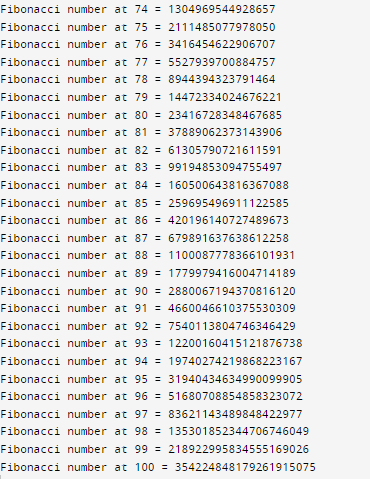 Fibonacci number at 74 = 1304969544928657
Fibonacci number at 75 = 2111485077978050
Fibonacci number at 76 = 3416454622906707
Fibonacci number at 77 = 5527939700884757
Fibonacci number at 78 = 8944394323791464
Fibonacci number at 79 = 14472334024676221
Fibonacci number at 80 = 23416728348467685
Fibonacci number at 81 = 37889062373143906
Fibonacci number at 82 = 61305790721611591
Fibonacci number at 83 = 99194853094755497
Fibonacci number at 84 = 160500643816367088
Fibonacci number at 85 = 259695496911122585
Fibonacci number at 86 = 420196140727489673
Fibonacci number at 87 = 679891637638612258
Fibonacci number at 88 = 1100087778366101931
Fibonacci number at 89 = 1779979416004714189
Fibonacci number at 90 = 2880067194370816120
Fibonacci number at 91 = 4660046610375530309
Fibonacci number at 92 = 7540113804746346429
Fibonacci number at 93 = 12200160415121876738
Fibonacci number at 94 = 19740274219868223167
Fibonacci number at 95 = 31940434634990099905
Fibonacci number at 96 = 51680708854858323072
Fibonacci number at 97 = 83621143489848422977
Fibonacci number at 98 = 135301852344706746049
Fibonacci number at 99 = 218922995834555169026
Fibonacci number at 100 = 354224848179261915075